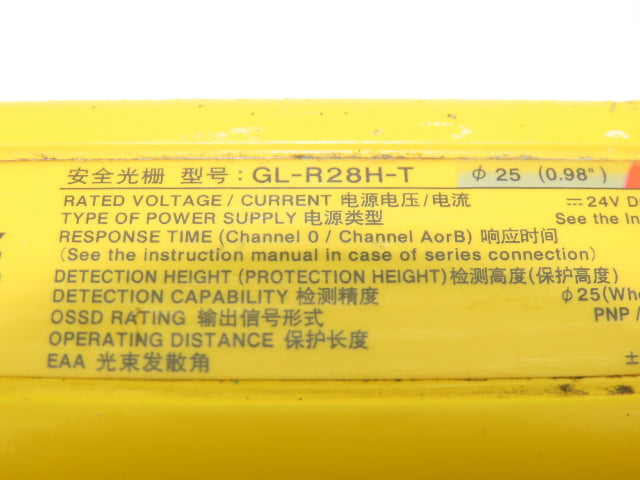 安全光栅 型号：GL-R28H-T ϕ25 (0.98")
RATED VOLTAGE / CURRENT 电源电压/电流 ⎓24V D
TYPE OF POWER SUPPLY 电源类型 See the In
RESPONSE TIME (Channel 0 / Channel AorB) 响应时间
(See the instruction manual in case of series connection)
DETECTION HEIGHT (PROTECTION HEIGHT)检测高度(保护高度)
DETECTION CAPABILITY 检测精度 ϕ25(Whe
OSSD RATING 输出信号形式 PNP /
OPERATING DISTANCE 保护长度
EAA 光束发散角 ±